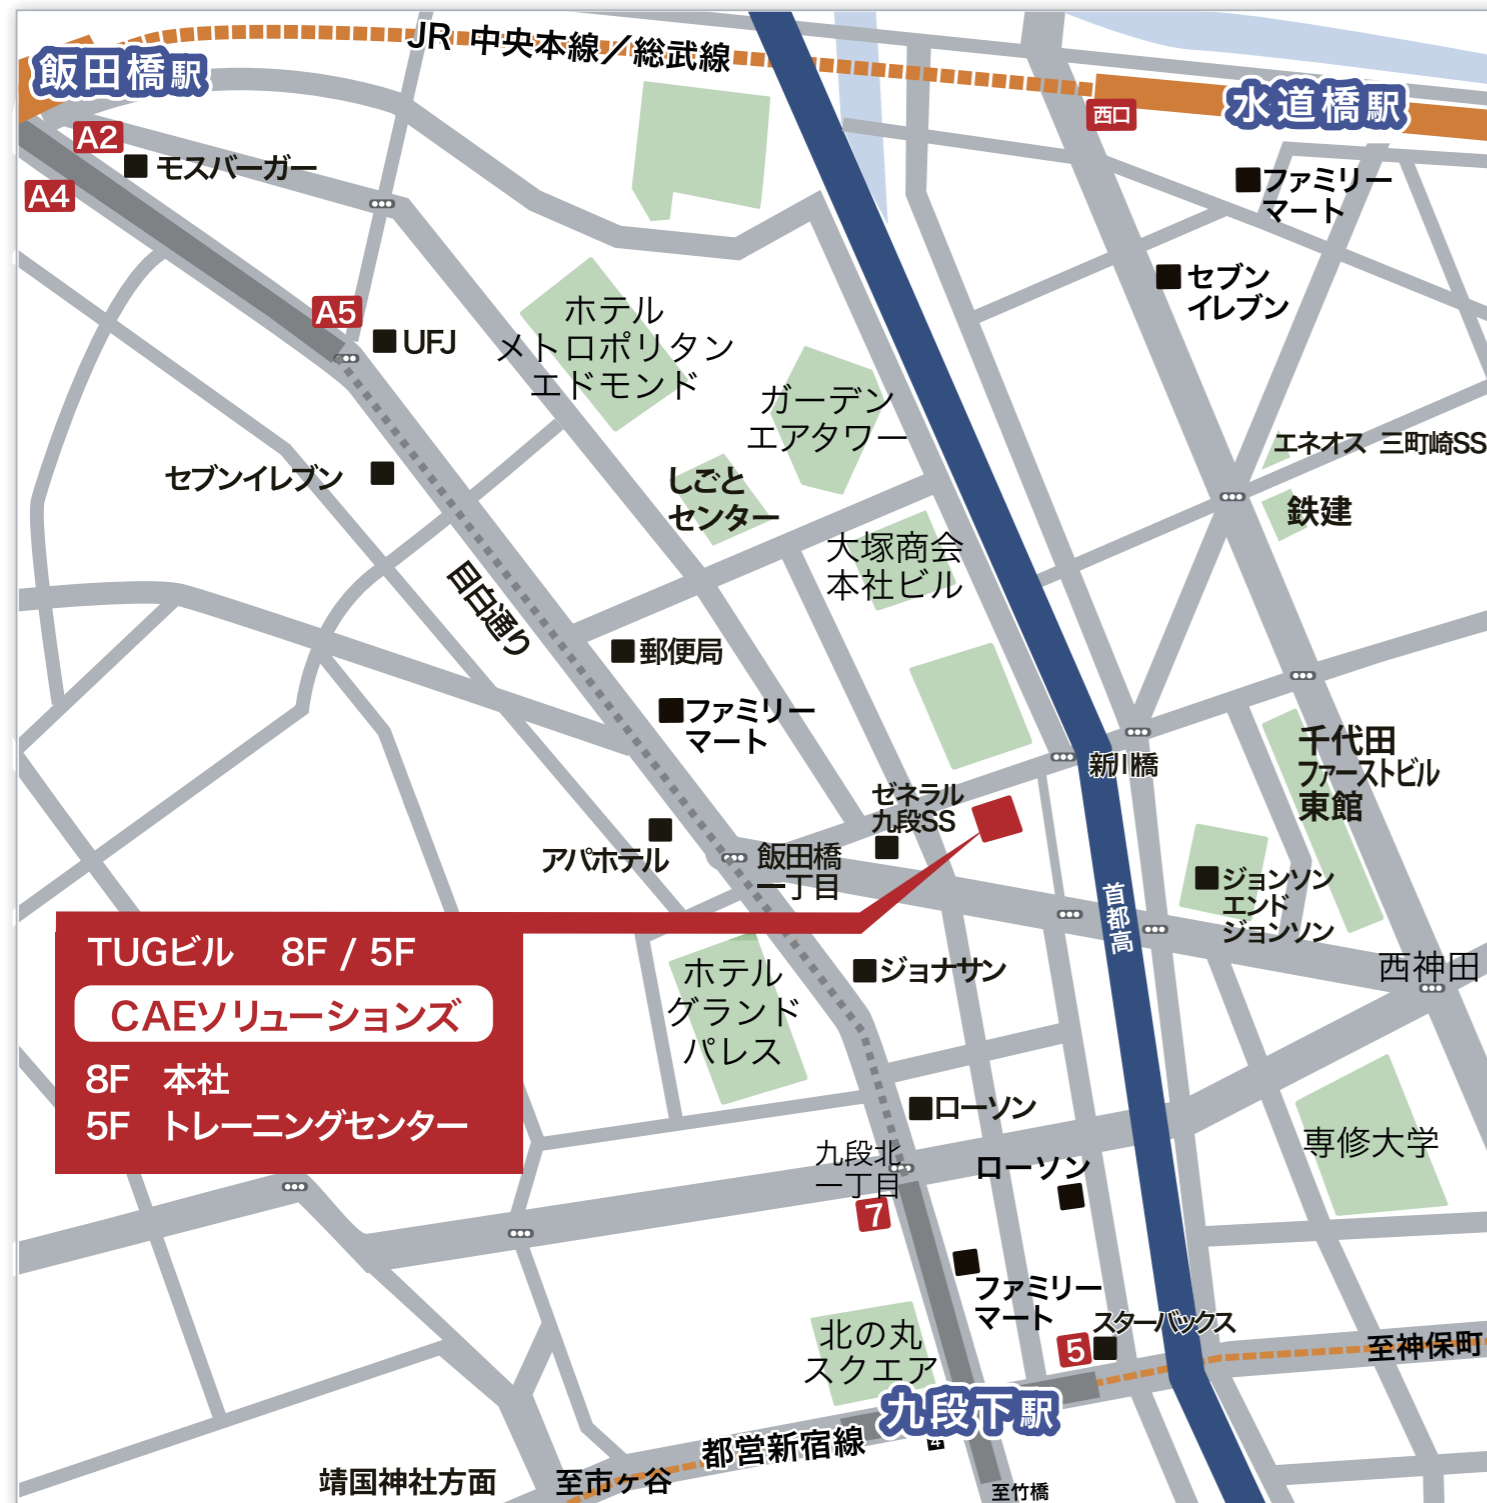 JR 中央本線／総武線
飯田橋駅
水道橋駅
西口
A2
モスバーガー
A4
ファミリー
マート
セブン
イレブン
A5
UFJ
ホテル
メトロポリタン
エドモンド
ガーデン
エアタワー
エネオス 三町崎SS
セブンイレブン
しごと
センター
鉄建
大塚商会
本社ビル
目白通り
郵便局
ファミリー
マート
新川橋
千代田
ファーストビル
東館
ゼネラル
九段SS
アパホテル
飯田橋
一丁目
ジョンソン
エンド
ジョンソン
首都高
TUGビル 8F / 5F
CAEソリューションズ
8F 本社
5F トレーニングセンター
ホテル
グランド
パレス
ジョナサン
西神田
ローソン
九段北
一丁目
ローソン
専修大学
7
ファミリー
マート
スターバックス
5
北の丸
スクエア
至神保町
九段下駅
4
都営新宿線
靖国神社方面
至市ヶ谷
至竹橋